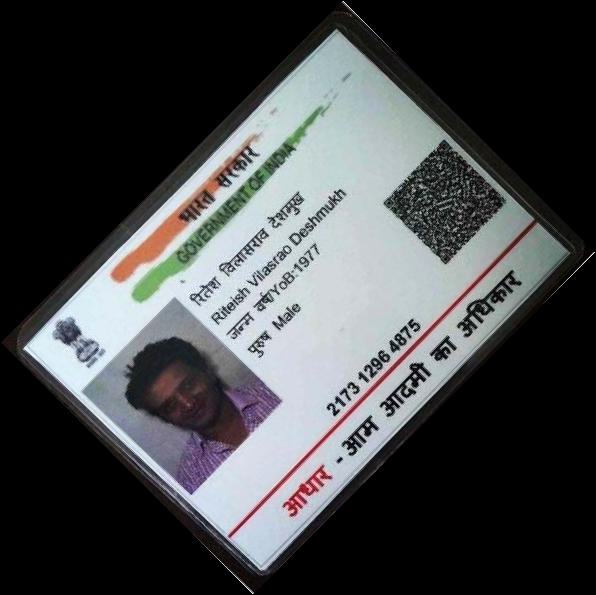 भारत सरकार
GOVERNMENT OF INDIA
रितेश विलासराव देशमुख
Riteish Vilasrao Deshmukh
जन्म वर्ष/YoB-1977
पुरुष Male
2173 1296 4875
आधार - आम आदमी का अधिकार